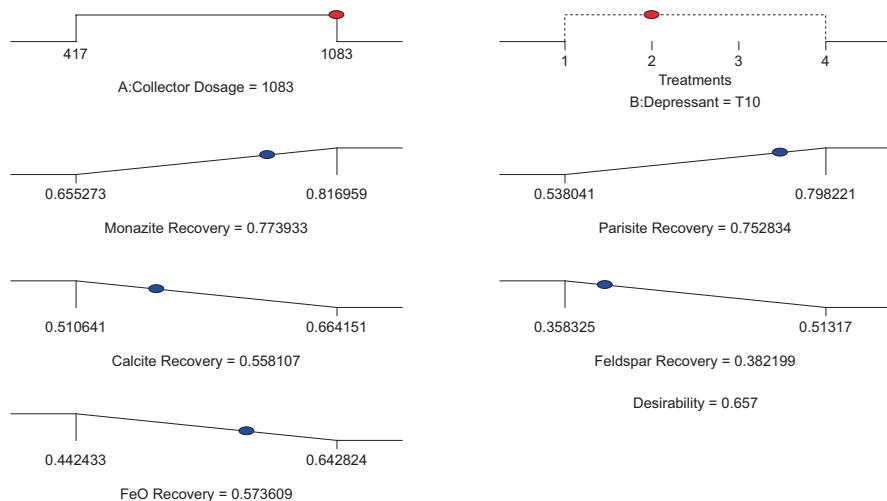 417 1083
A:Collector Dosage = 1083
1 2 3 4
Treatments
B:Depressant = T10
0.655273 0.816959
Monazite Recovery = 0.773933
0.538041 0.798221
Parisite Recovery = 0.752834
0.510641 0.664151
Calcite Recovery = 0.558107
0.358325 0.51317
Feldspar Recovery = 0.382199
Desirability = 0.657
0.442433 0.642824
FeO Recovery = 0.573609